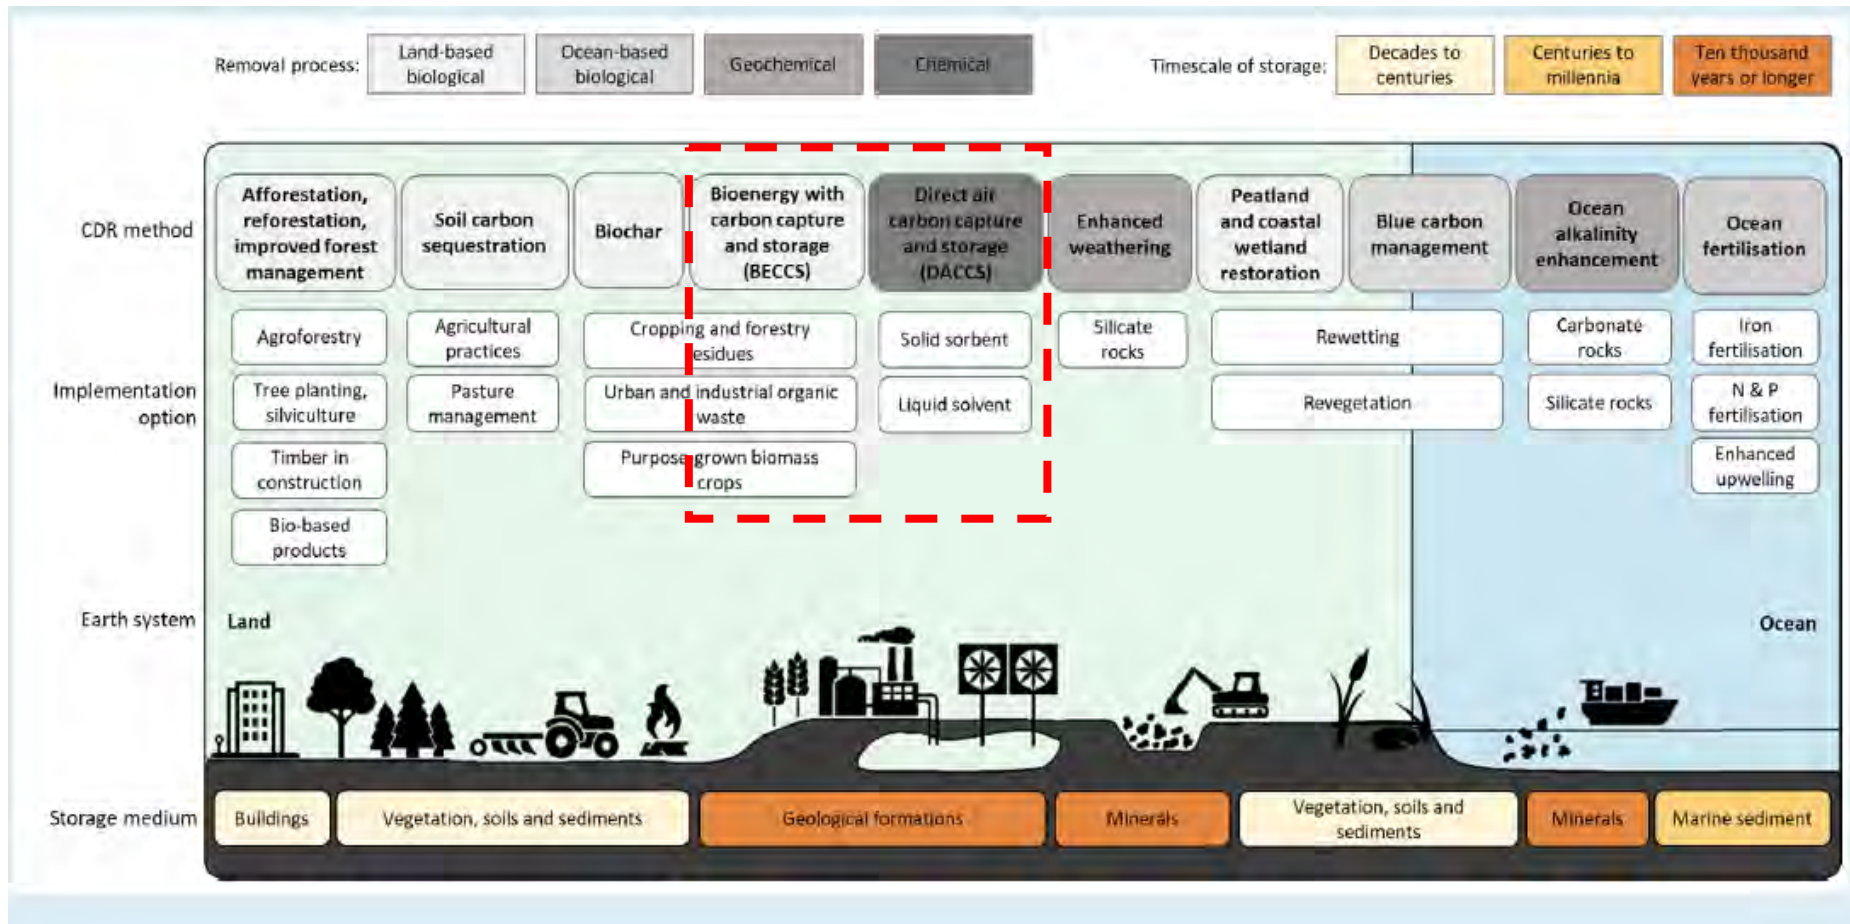 Removal process:
Land-based
biological
Ocean-based
biological
Geochemical
Chemical
Timescale of storage:
Decades to
centuries
Centuries to
millennia
Ten thousand
years or longer
CDR method
Afforestation,
reforestation,
improved forest
management
Soil carbon
sequestration
Biochar
Bioenergy with
carbon capture
and storage
(BECCS)
Direct air
carbon capture
and storage
(DACCS)
Enhanced
weathering
Peatland
and coastal
wetland
restoration
Blue carbon
management
Ocean
alkalinity
enhancement
Ocean
fertilisation
Implementation
option
Agroforestry
Tree planting,
silviculture
Timber in
construction
Bio-based
products
Agricultural
practices
Pasture
management
Cropping and forestry
residues
Urban and industrial organic
waste
Purpose-grown biomass
crops
Solid sorbent
Liquid solvent
Silicate
rocks
Rewetting
Revegetation
Carbonate
rocks
Silicate rocks
Iron
fertilisation
N & P
fertilisation
Enhanced
upwelling
Earth system
Land
Ocean
Storage medium
Buildings
Vegetation, soils and sediments
Geological formations
Minerals
Vegetation, soils and
sediments
Minerals
Marine sediment